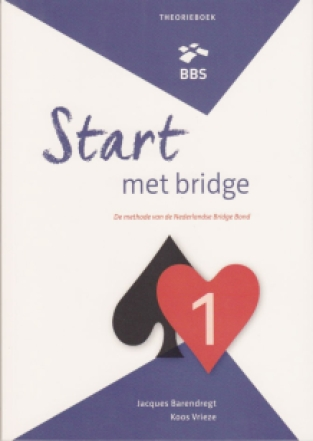 THEORIEBOEK
BBS
Start
met bridge
De methode van de Nederlandse Bridge Bond
1
Jacques Barendregt
Koos Vrieze